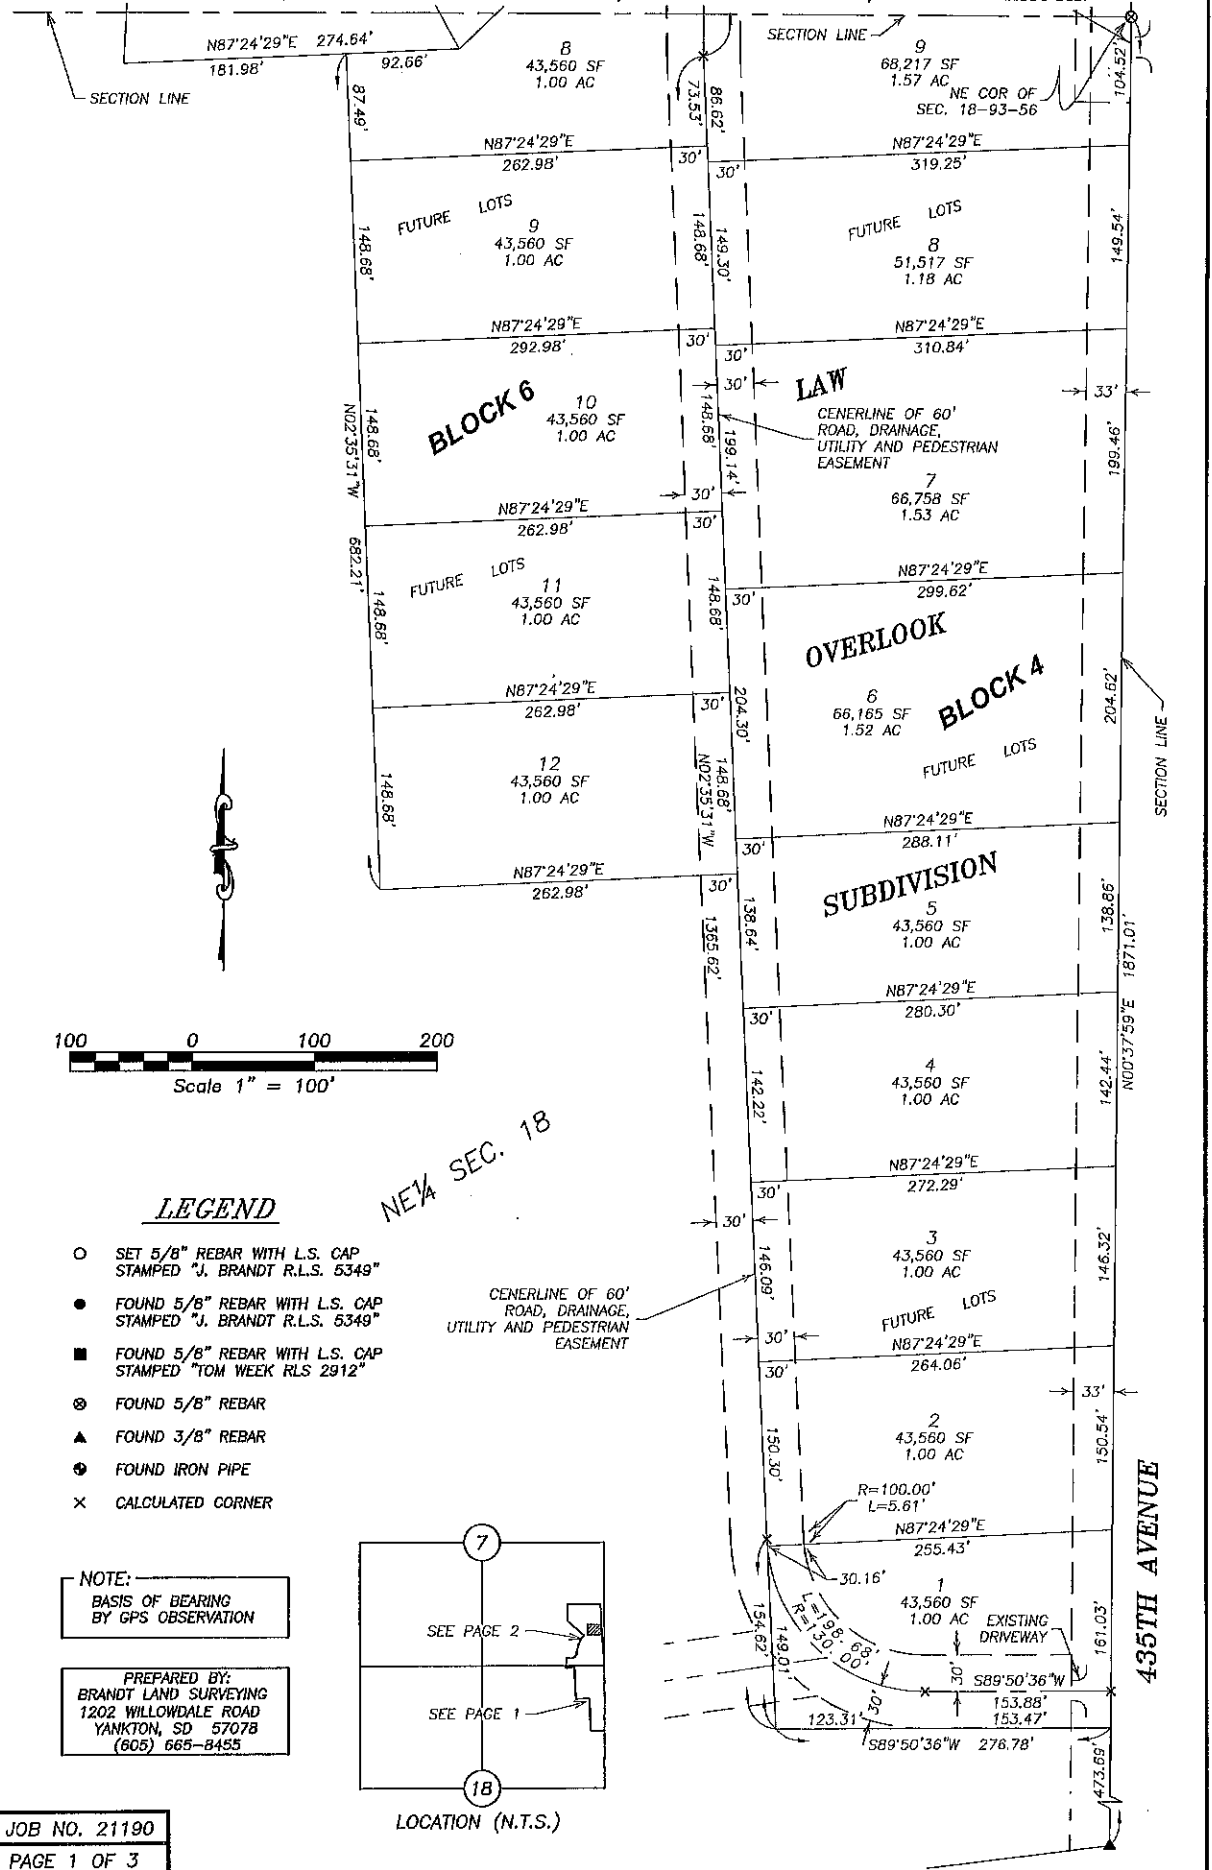 SECTION LINE
N87°24'29"E 274.64'
181.98'
92.66'
SECTION LINE
8
43,560 SF
1.00 AC
9
68,217 SF
1.57 AC
NE COR OF
SEC. 18-93-56
104.52'
87.49'
73.53'
86.62'
N87°24'29"E
262.98'
30'
30'
N87°24'29"E
319.25'
FUTURE LOTS
9
43,560 SF
1.00 AC
148.68'
148.68'
149.30'
FUTURE LOTS
8
51,517 SF
1.18 AC
149.54'
N87°24'29"E
292.98'
30'
30'
N87°24'29"E
310.84'
BLOCK 6
10
43,560 SF
1.00 AC
148.68'
N02°35'31"W
682.21'
30'
LAW
33'
CENERLINE OF 60'
ROAD, DRAINAGE,
UTILITY AND PEDESTRIAN
EASEMENT
148.68'
199.14'
7
66,758 SF
1.53 AC
199.46'
30'
N87°24'29"E
262.98'
30'
FUTURE LOTS
11
43,560 SF
1.00 AC
148.68'
148.68'
30'
N87°24'29"E
299.62'
OVERLOOK
BLOCK 4
6
66,165 SF
1.52 AC
FUTURE LOTS
204.62'
SECTION LINE
N87°24'29"E
262.98'
30'
204.30'
12
43,560 SF
1.00 AC
148.68'
148.68'
N02°35'31"W
1365.62'
30'
N87°24'29"E
288.11'
N87°24'29"E
262.98'
30'
SUBDIVISION
5
43,560 SF
1.00 AC
138.64'
138.86'
N00°37'59"E 1871.01'
30'
N87°24'29"E
280.30'
4
43,560 SF
1.00 AC
142.22'
142.44'
100 0 100 200
Scale 1" = 100'
NE¼ SEC. 18
30'
N87°24'29"E
272.29'
30'
3
43,560 SF
1.00 AC
146.09'
146.32'
FUTURE LOTS
CENERLINE OF 60'
ROAD, DRAINAGE,
UTILITY AND PEDESTRIAN
EASEMENT
30'
30'
N87°24'29"E
264.06'
33'
2
43,560 SF
1.00 AC
150.30'
150.54'
R=100.00'
L=5.61'
N87°24'29"E
255.43'
30.16'
1
43,560 SF
1.00 AC
EXISTING
DRIVEWAY
161.03'
154.62'
149.01'
L=198.68'
R=130.00'
30'
30'
S89°50'36"W
153.88'
153.47'
123.31'
S89°50'36"W 276.78'
473.69'
435TH AVENUE
LEGEND
SET 5/8" REBAR WITH L.S. CAP
STAMPED "J. BRANDT R.L.S. 5349"
FOUND 5/8" REBAR WITH L.S. CAP
STAMPED "J. BRANDT R.L.S. 5349"
FOUND 5/8" REBAR WITH L.S. CAP
STAMPED "TOM WEEK RLS 2912"
FOUND 5/8" REBAR
FOUND 3/8" REBAR
FOUND IRON PIPE
CALCULATED CORNER
NOTE:
BASIS OF BEARING
BY GPS OBSERVATION
PREPARED BY:
BRANDT LAND SURVEYING
1202 WILLOWDALE ROAD
YANKTON, SD 57078
(605) 665-8455
7
SEE PAGE 2
SEE PAGE 1
18
LOCATION (N.T.S.)
JOB NO. 21190
PAGE 1 OF 3